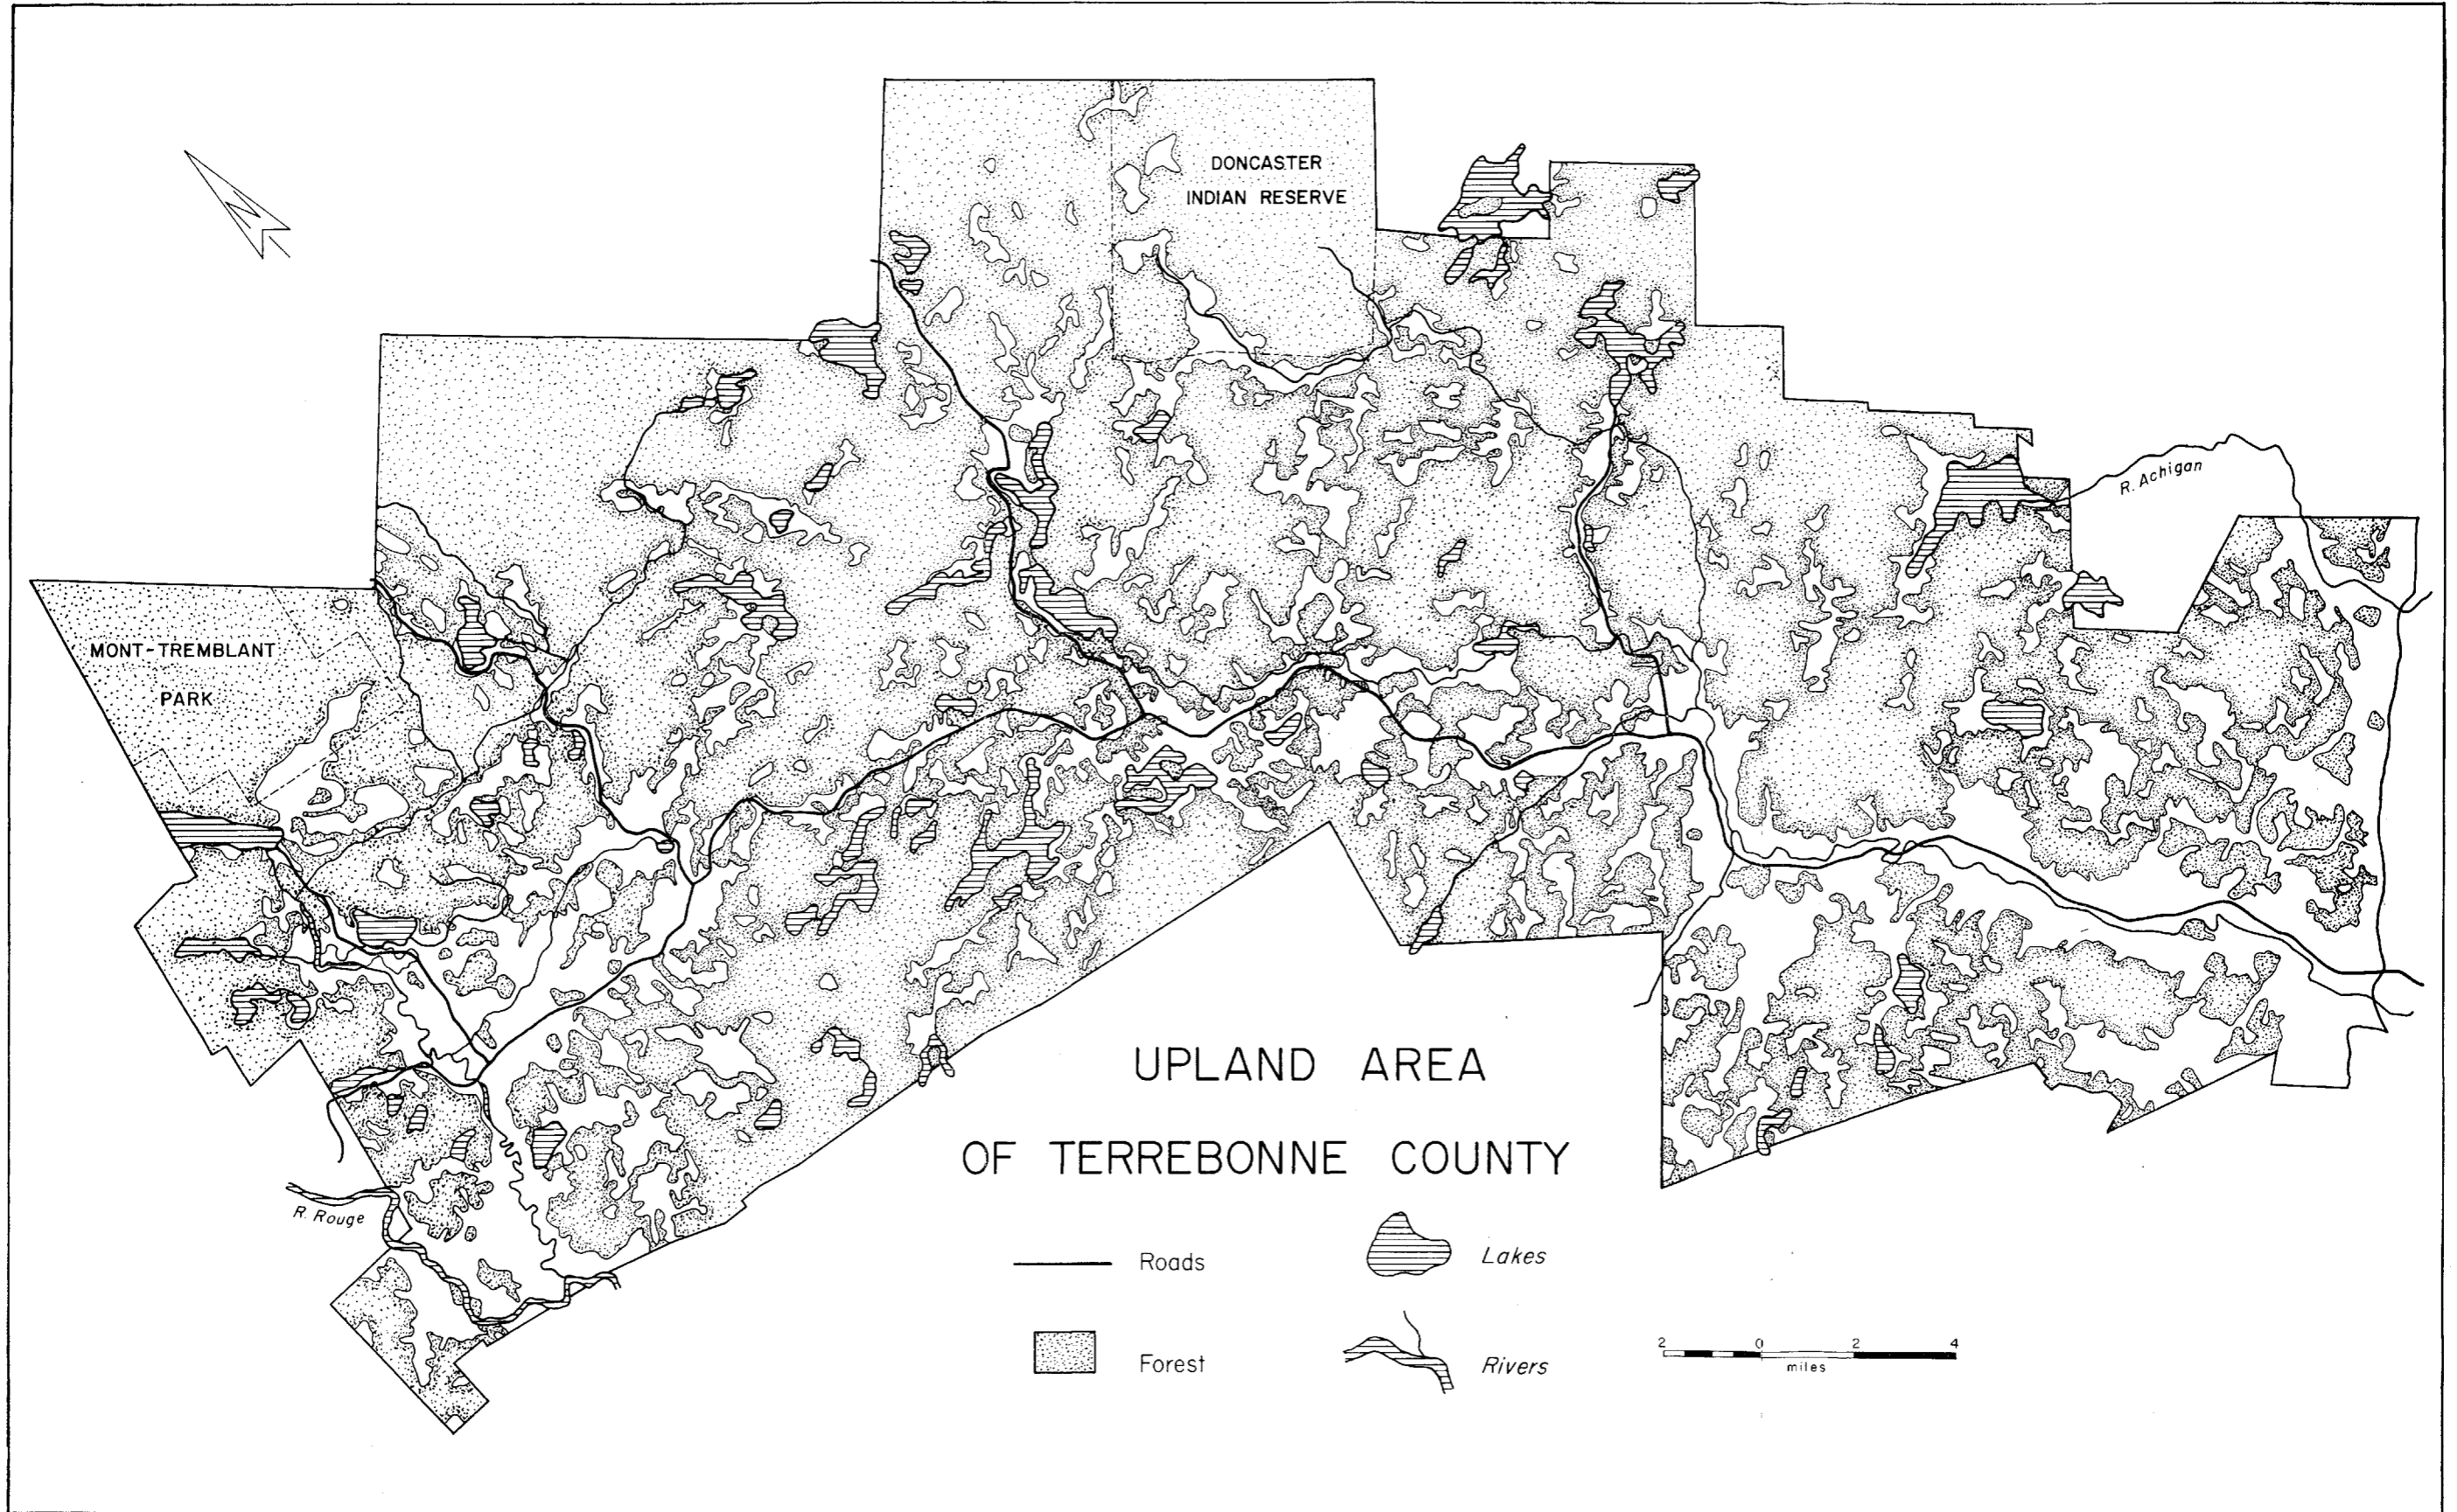 DONCASTER
INDIAN RESERVE
N
R. Achigan
MONT-TREMBLANT
PARK
UPLAND AREA
OF TERREBONNE COUNTY
R. Rouge
Roads
Lakes
Forest
Rivers
2 0 2 4
miles